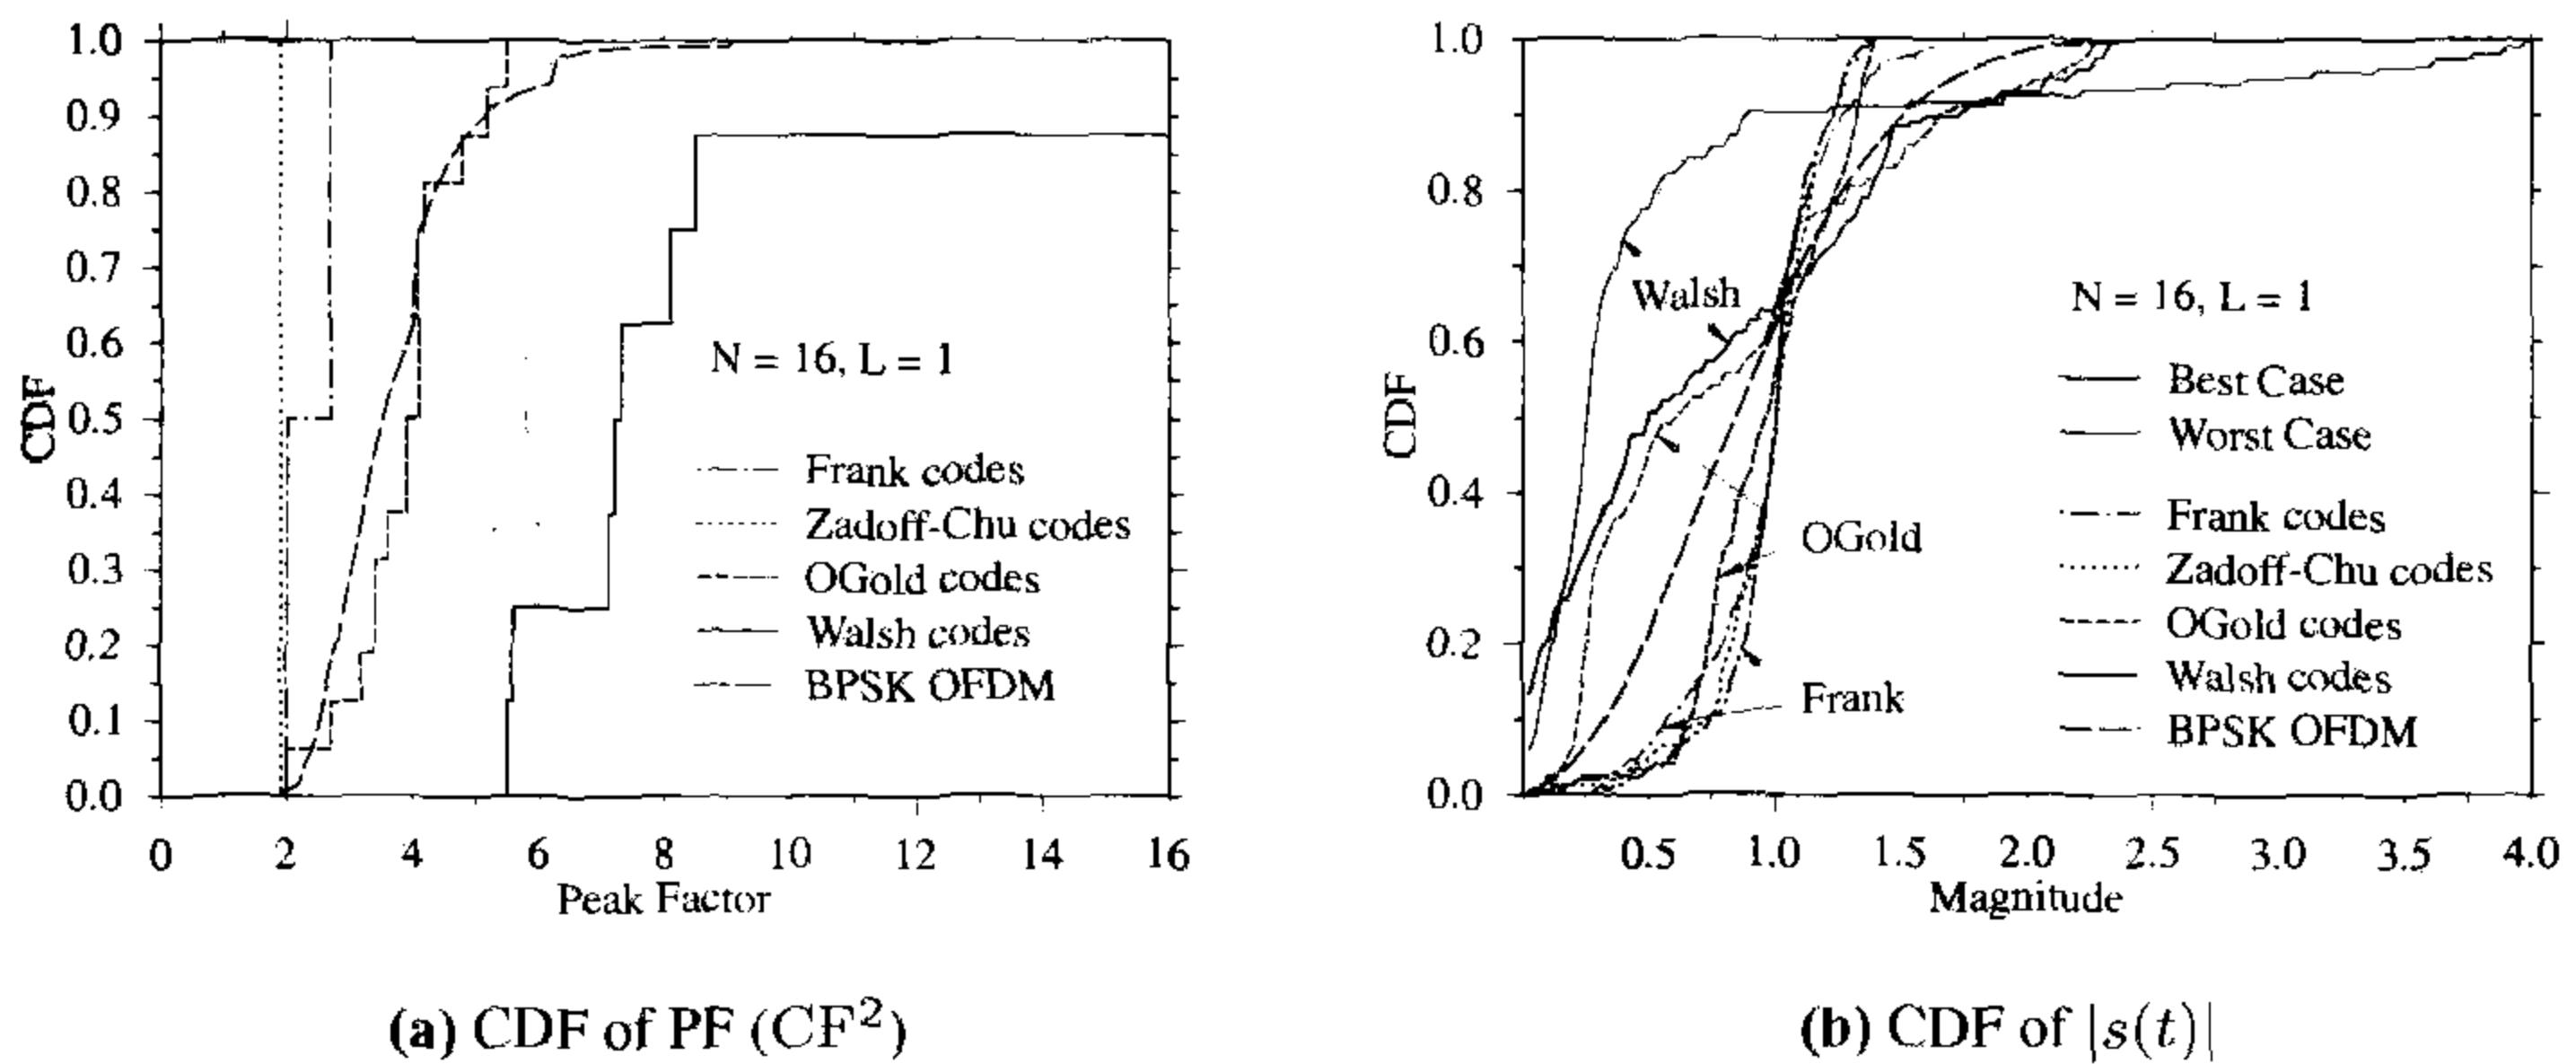 1.0
0.9
0.8
0.7
0.6
0.5
0.4
0.3
0.2
0.1
0.0
CDF
N = 16, L = 1
Frank codes
Zadoff-Chu codes
OGold codes
Walsh codes
BPSK OFDM
0 2 4 6 8 10 12 14 16
Peak Factor
(a) CDF of PF (CF²)
1.0
0.8
0.6
0.4
0.2
0.0
CDF
Walsh
OGold
Frank
N = 16, L = 1
Best Case
Worst Case
Frank codes
Zadoff-Chu codes
OGold codes
Walsh codes
BPSK OFDM
0.5 1.0 1.5 2.0 2.5 3.0 3.5 4.0
Magnitude
(b) CDF of |s(t)|